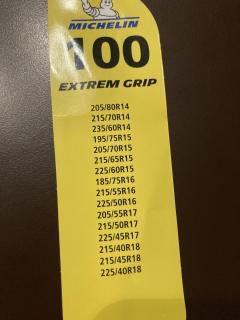 MICHELIN
100
EXTREM GRIP
205/80R14
215/70R14
235/60R14
195/75R15
205/70R15
215/65R15
225/60R15
185/75R16
215/55R16
225/50R16
205/55R17
215/50R17
225/45R17
215/40R18
215/45R18
225/40R18